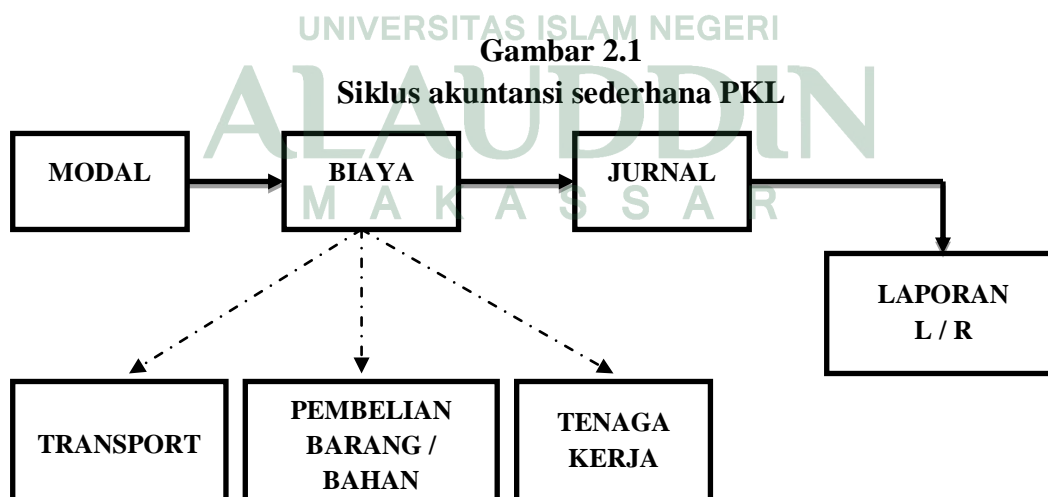 UNIVERSITAS ISLAM NEGERI
Gambar 2.1
ALAUDDIN
Siklus akuntansi sederhana PKL
MODAL
BIAYA
JURNAL
MAKASSAR
LAPORAN
L / R
TRANSPORT
PEMBELIAN
BARANG /
BAHAN
TENAGA
KERJA